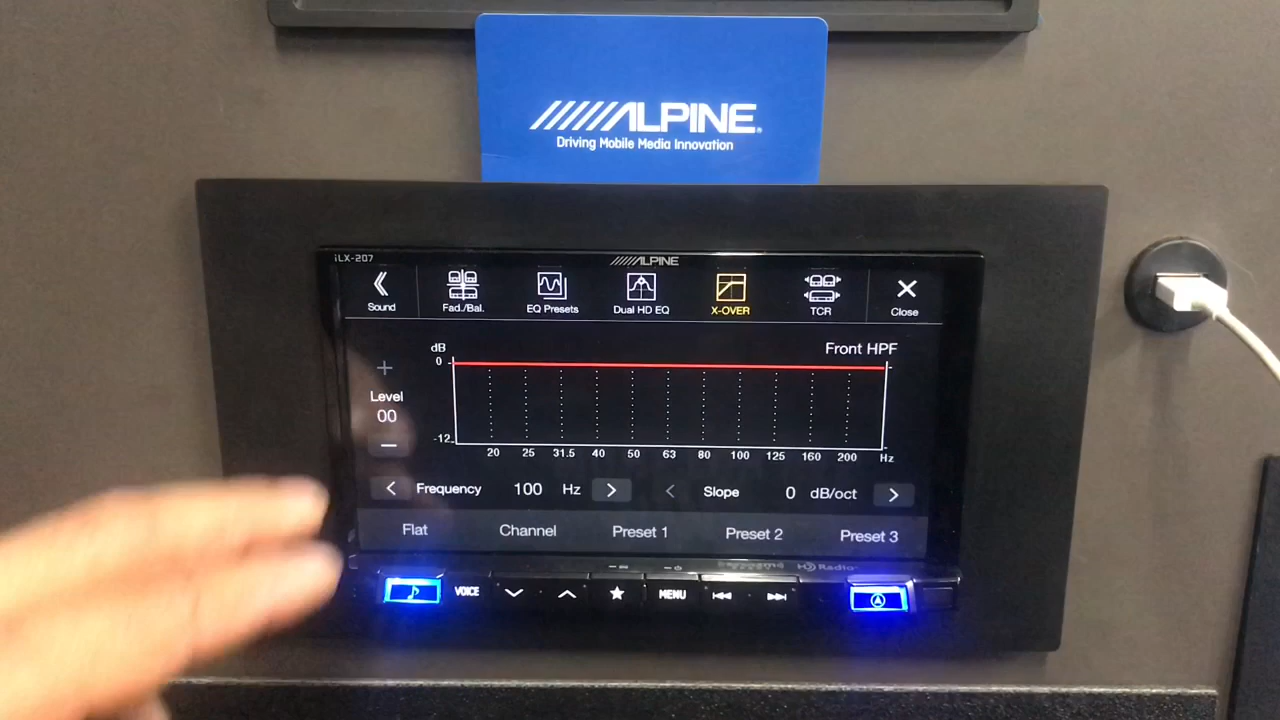 ALPINE
Driving Mobile Media Innovation
iLX-207
ALPINE
Sound
Fad./Bal.
EQ Presets
Dual HD EQ
X-OVER
TCR
Close
dB
Front HPF
0
Level
00
-12
20 25 31.5 40 50 63 80 100 125 160 200 Hz
Frequency 100 Hz
Slope 0 dB/oct
Flat Channel Preset 1 Preset 2 Preset 3
HD Radio
VOICE
MENU